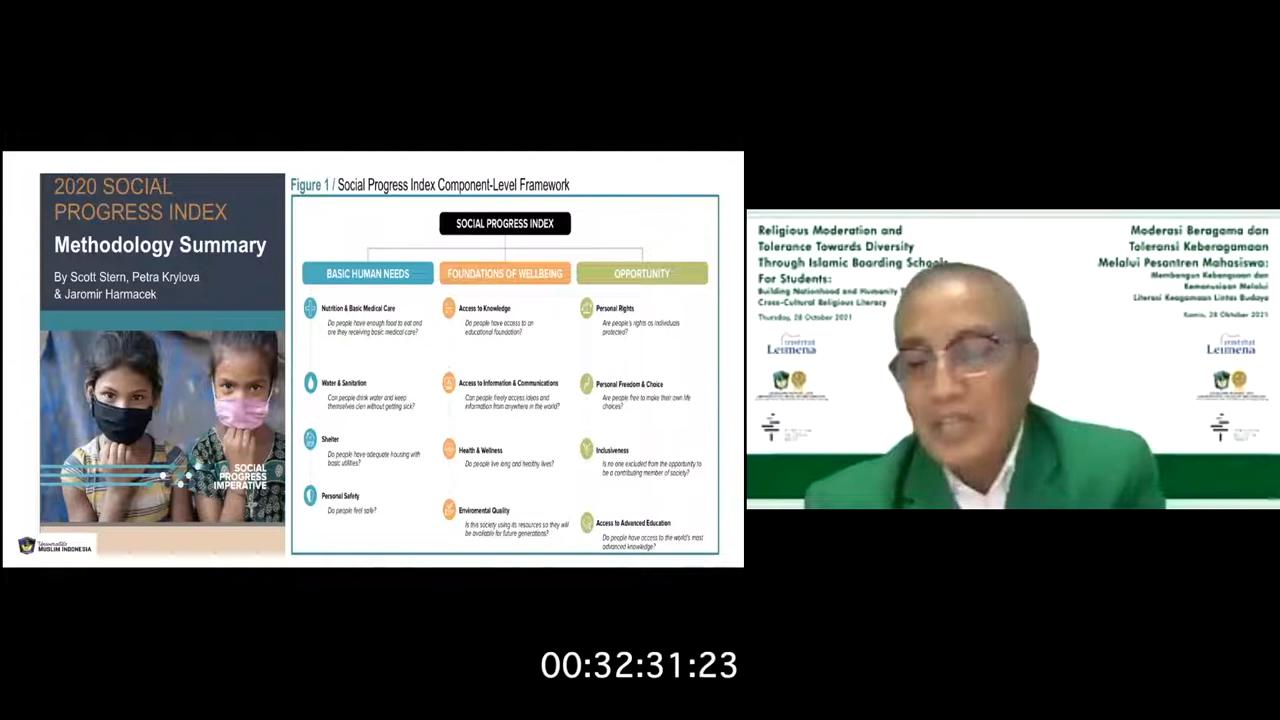 2020 SOCIAL
PROGRESS INDEX
Methodology Summary
By Scott Stern, Petra Krylova
& Jaromir Harmacek
SOCIAL
PROGRESS
IMPERATIVE
Universitas
MUSLIM INDONESIA
Figure 1 / Social Progress Index Component-Level Framework
SOCIAL PROGRESS INDEX
BASIC HUMAN NEEDS
Nutrition & Basic Medical Care
Do people have enough food to eat and
are they receiving basic medical care?
Water & Sanitation
Can people drink water and keep
themselves clen without getting sick?
Shelter
Do people have adequate housing with
basic utilities?
Personal Safety
Do people feel safe?
FOUNDATIONS OF WELLBEING
Access to Knowledge
Do people have access to an
educational foundation?
Access to Information & Communications
Can people freely access ideas and
information from anywhere in the world?
Health & Wellness
Do people live long and healthy lives?
Enviromental Quality
Is this society using its resources so they will
be available for future generations?
OPPORTUNITY
Personal Rights
Are people's rights as individuals
protected?
Personal Freedom & Choice
Are people free to make their own life
choices?
Inclusiveness
Is no one excluded from the opportunity to
be a contributing member of society?
Access to Advanced Education
Do people have access to the world's most
advanced knowledge?
Religious Moderation and
Tolerance Towards Diversity
Through Islamic Boarding Schools
For Students:
Building Nationhood and Humanity
Cross-Cultural Religious Literacy
Thursday, 28 October 2021
Institut
Leimena
Moderasi Beragama dan
Toleransi Keberagamaan
Melalui Pesantren Mahasiswa:
Membangun Kebangsaan dan
Kemanusiaan Melalui
Literasi Keagamaan Lintas Budaya
Kamis, 28 Oktober 2021
Institut
Leimena
00:32:31:23